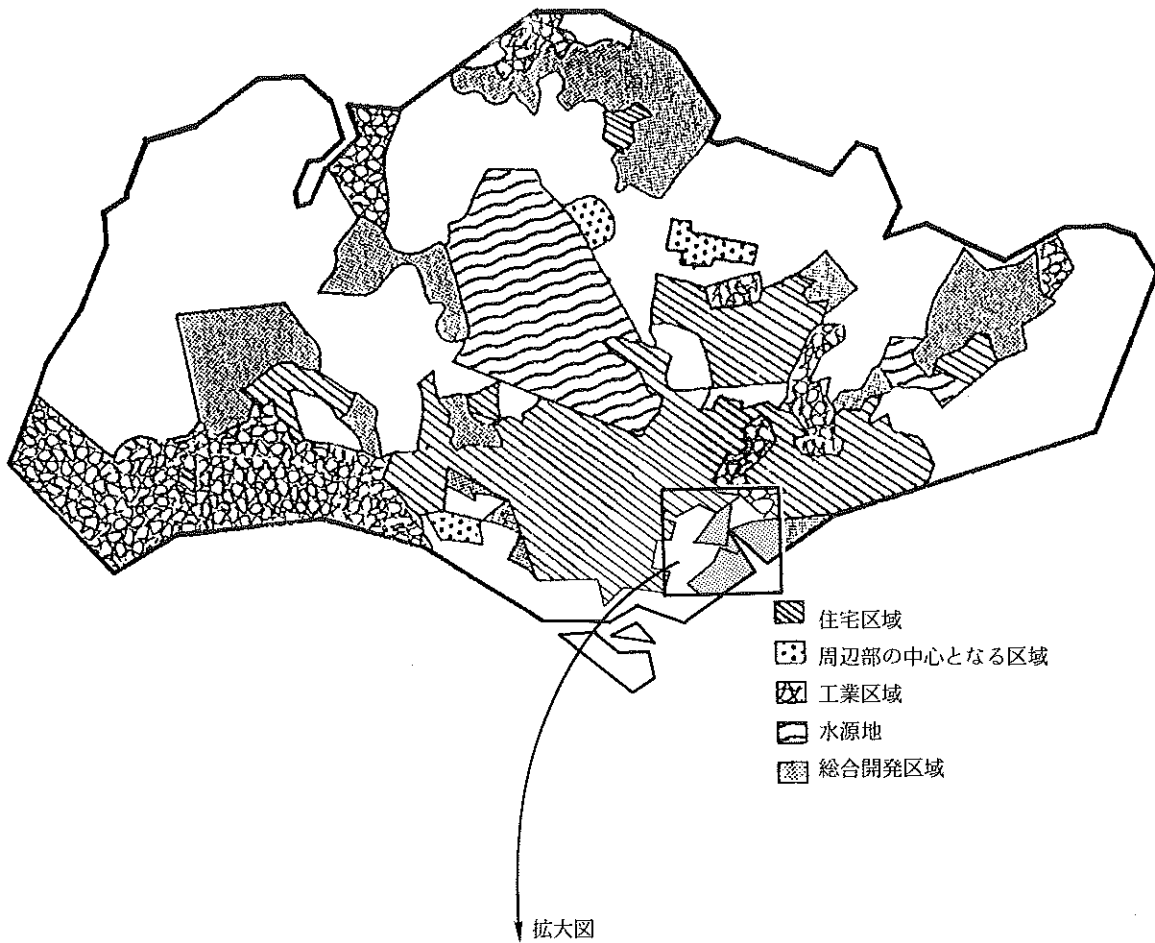 住宅区域
周辺部の中心となる区域
工業区域
水源地
総合開発区域
拡大図